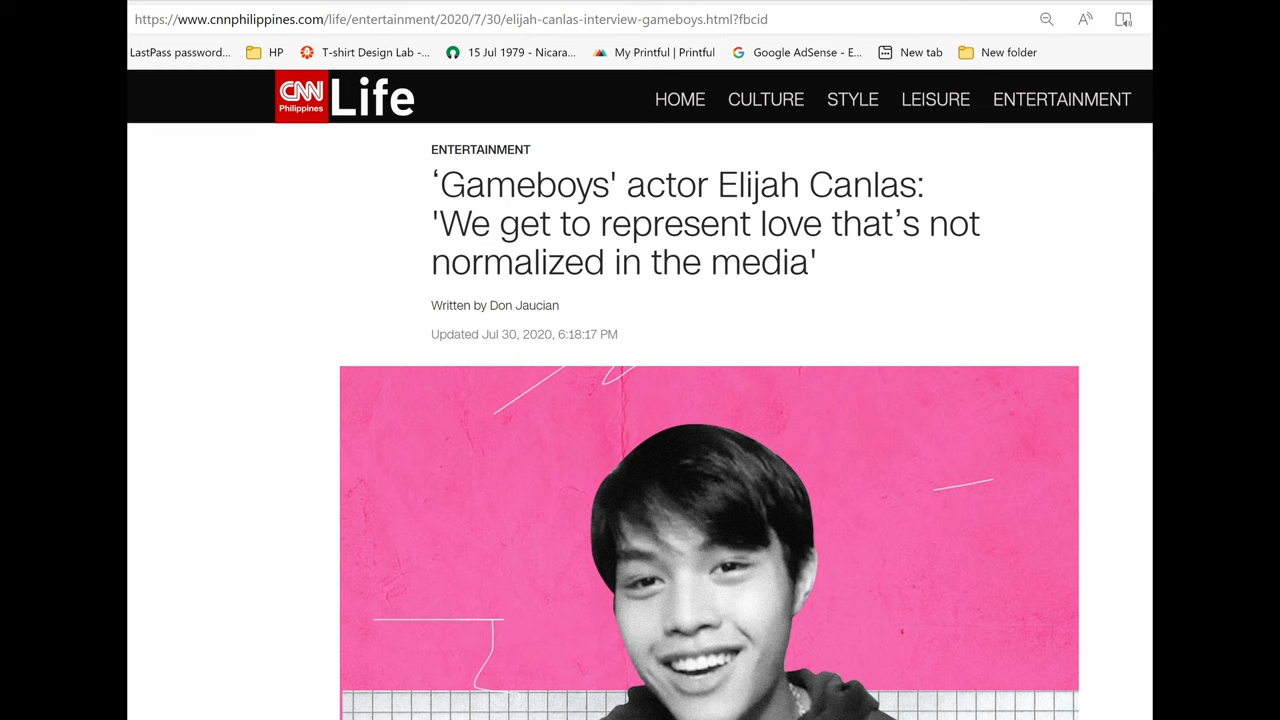 https://www.cnnphilippines.com/life/entertainment/2020/7/30/elijah-canlas-interview-gameboys.html?fbcid
LastPass password... HP T-shirt Design Lab -... 15 Jul 1979 - Nicara... My Printful | Printful Google AdSense - E... New tab New folder
CNN Philippines Life HOME CULTURE STYLE LEISURE ENTERTAINMENT
ENTERTAINMENT
‘Gameboys' actor Elijah Canlas:
'We get to represent love that’s not
normalized in the media'
Written by Don Jaucian
Updated Jul 30, 2020, 6:18:17 PM